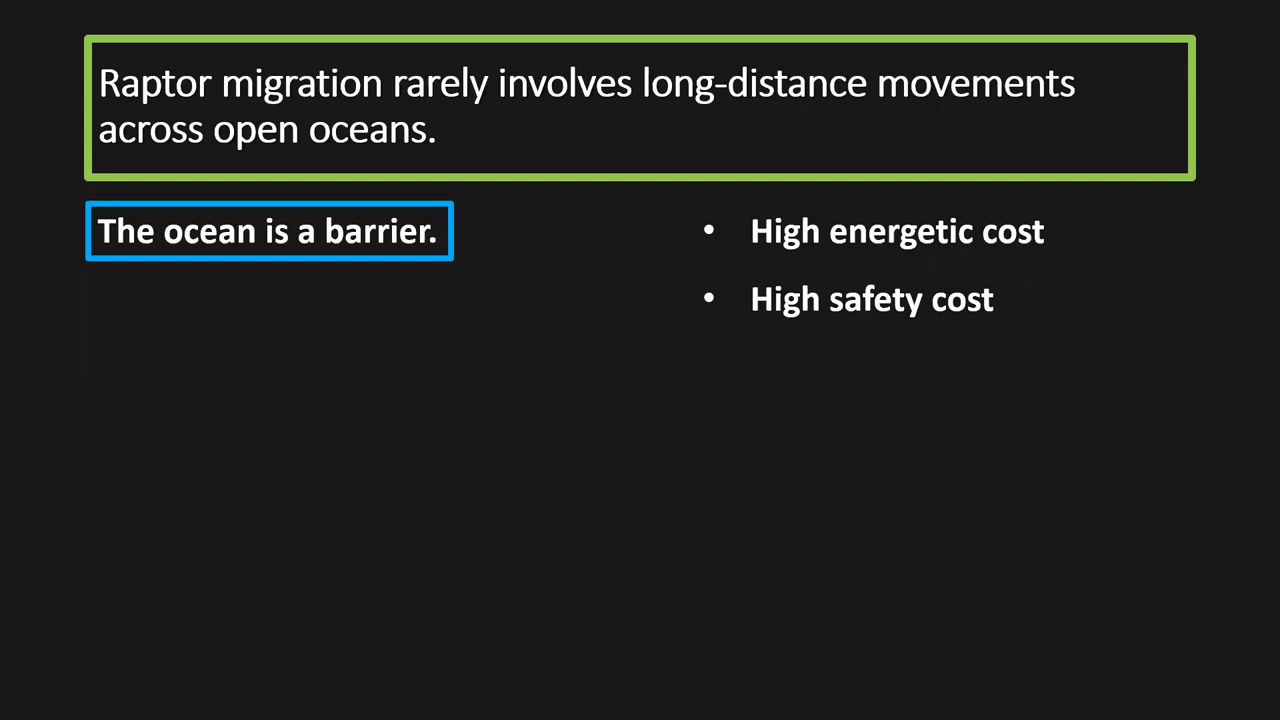 Raptor migration rarely involves long-distance movements
across open oceans.
The ocean is a barrier.
• High energetic cost
• High safety cost